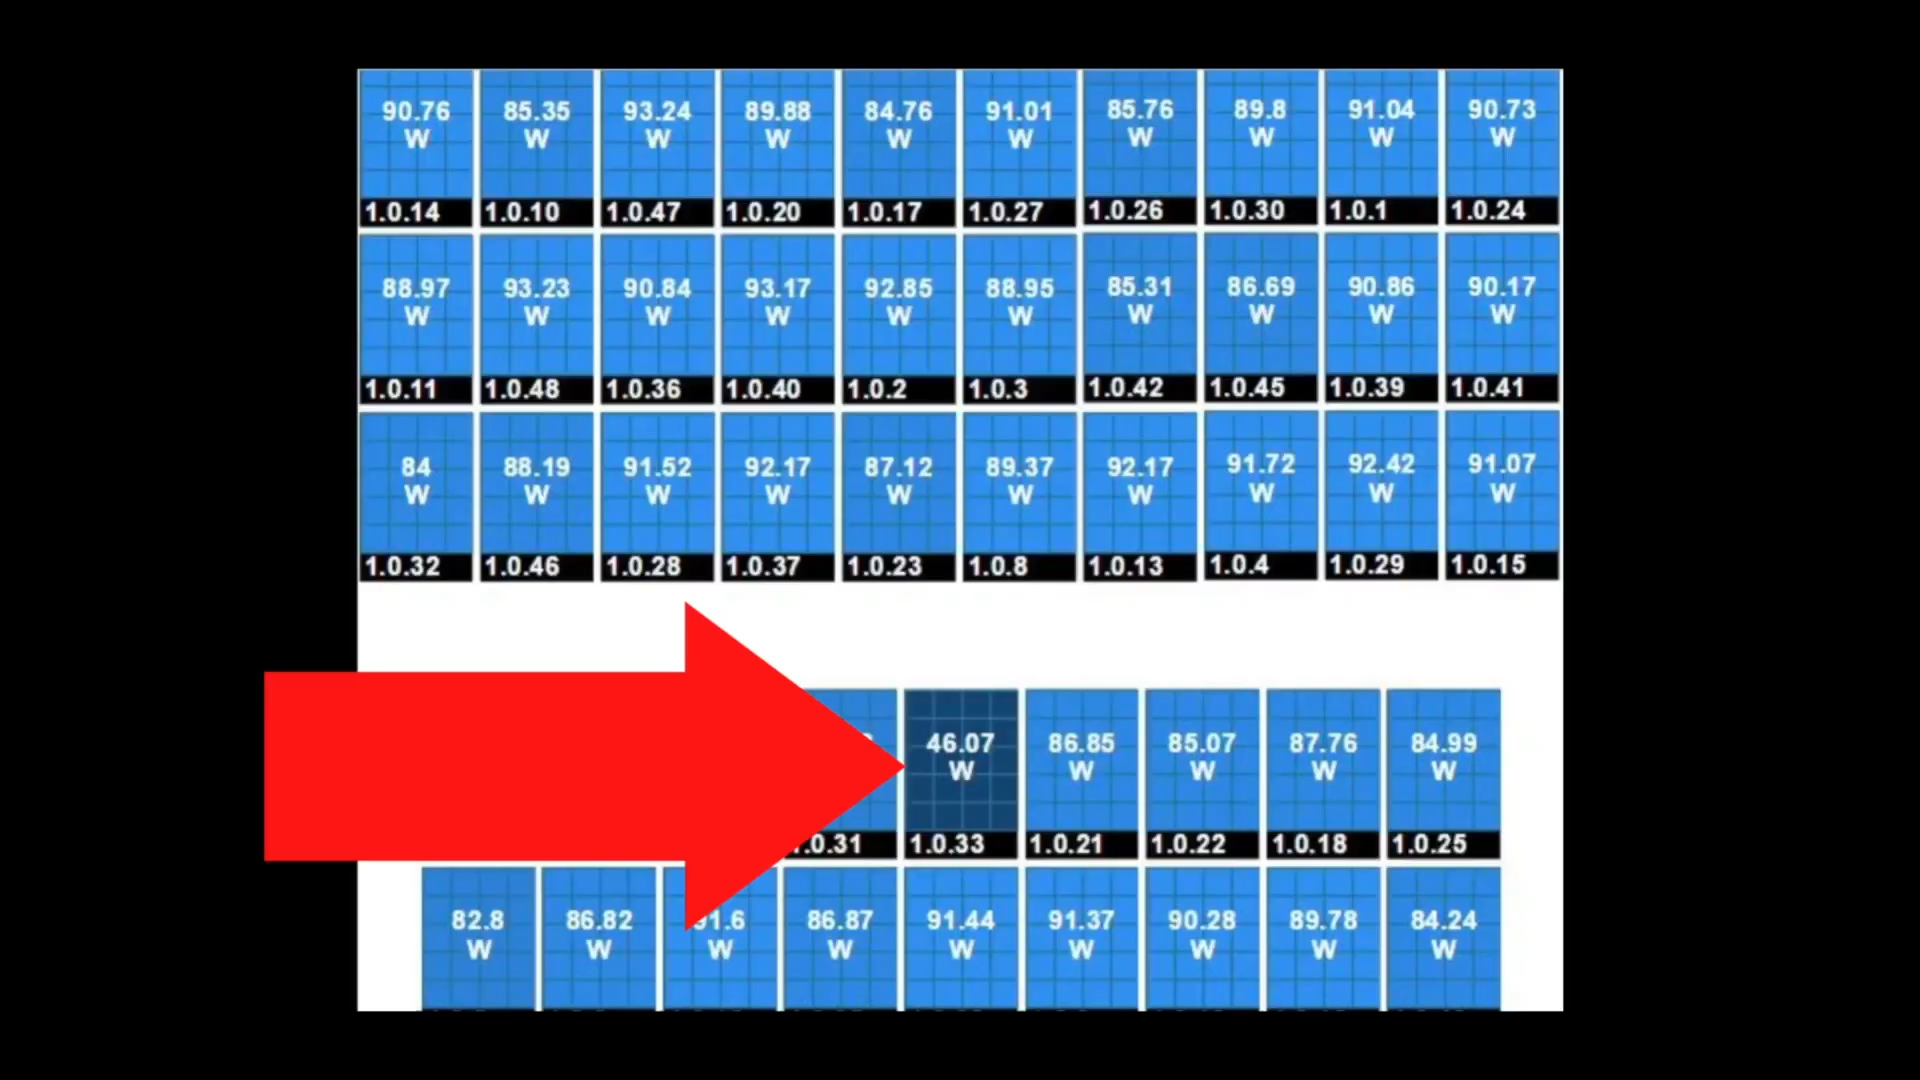 90.76 85.35 93.24 89.88 84.76 91.01 85.76 89.8 91.04 90.73
W W W W W W W W W W
1.0.14 1.0.10 1.0.47 1.0.20 1.0.17 1.0.27 1.0.26 1.0.30 1.0.1 1.0.24
88.97 93.23 90.84 93.17 92.85 88.95 85.31 86.69 90.86 90.17
W W W W W W W W W W
1.0.11 1.0.48 1.0.36 1.0.40 1.0.2 1.0.3 1.0.42 1.0.45 1.0.39 1.0.41
84 88.19 91.52 92.17 87.12 89.37 92.17 91.72 92.42 91.07
W W W W W W W W W W
1.0.32 1.0.46 1.0.28 1.0.37 1.0.23 1.0.8 1.0.13 1.0.4 1.0.29 1.0.15
46.07 86.85 85.07 87.76 84.99
W W W W W
1.0.31 1.0.33 1.0.21 1.0.22 1.0.18 1.0.25
82.8 86.82 91.6 86.87 91.44 91.37 90.28 89.78 84.24
W W W W W W W W W